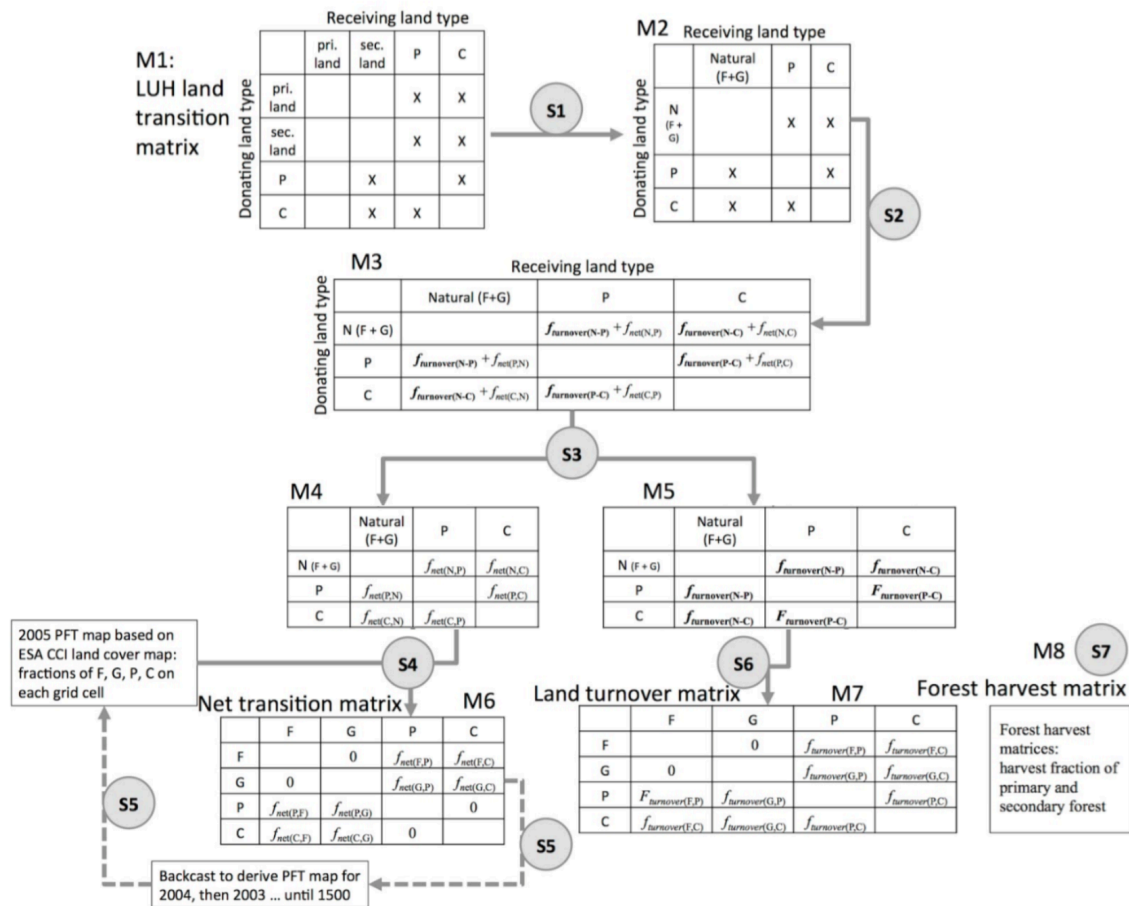 Receiving land type
M1:
LUH land
transition
matrix
Donating land type
pri. land sec. land P C
pri. land X X
sec. land X X
P X X
C X X
S1
M2 Receiving land type
Donating land type
Natural (F+G) P C
N (F + G) X X
P X X
C X X
S2
M3
Receiving land type
Donating land type
Natural (F+G) P C
N (F + G) fturnover(N-P) + fnet(N,P) fturnover(N-C) + fnet(N,C)
P fturnover(N-P) + fnet(P,N) fturnover(P-C) + fnet(P,C)
C fturnover(N-C) + fnet(C,N) fturnover(P-C) + fnet(C,P)
S3
M4
Natural (F+G) P C
N (F + G) fnet(N,P) fnet(N,C)
P fnet(P,N) fnet(P,C)
C fnet(C,N) fnet(C,P)
M5
Natural (F+G) P C
N (F + G) fturnover(N-P) fturnover(N-C)
P fturnover(N-P) Fturnover(P-C)
C fturnover(N-C) Fturnover(P-C)
2005 PFT map based on
ESA CCI land cover map:
fractions of F, G, P, C on
each grid cell
S4
S6
M8 S7
Net transition matrix M6
F G P C
F 0 fnet(F,P) fnet(F,C)
G 0 fnet(G,P) fnet(G,C)
P fnet(P,F) fnet(P,G) 0
C fnet(C,F) fnet(C,G) 0
Land turnover matrix M7
F G P C
F 0 fturnover(F,P) fturnover(F,C)
G 0 fturnover(G,P) fturnover(G,C)
P Fturnover(F,P) fturnover(G,P) fturnover(P,C)
C fturnover(F,C) fturnover(G,C) fturnover(P,C)
Forest harvest matrix
Forest harvest
matrices:
harvest fraction of
primary and
secondary forest
S5
S5
Backcast to derive PFT map for
2004, then 2003 ... until 1500